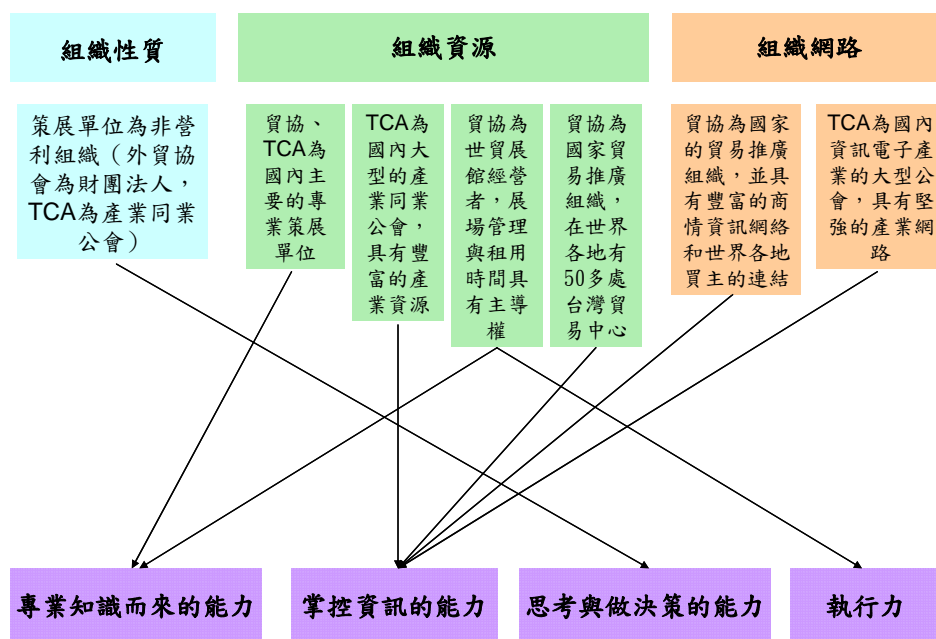 組織性質
組織資源
組織網路
策展單位為非營
利組織（外貿協
會為財團法人，
TCA為產業同業
公會）
貿協、
TCA為
國內主
要的專
業策展
單位
TCA為
國內大
型的產
業同業
公會，
具有豐
富的產
業資源
貿協為
世貿展
館經營
者，展
場管理
與租用
時間具
有主導
權
貿協為
國家貿
易推廣
組織，
在世界
各地有
50多處
台灣貿
易中心
貿協為國家
的貿易推廣
組織，並具
有豐富的商
情資訊網絡
和世界各地
買主的連結
TCA為國內
資訊電子產
業的大型公
會，具有堅
強的產業網
路
專業知識而來的能力
掌控資訊的能力
思考與做決策的能力
執行力